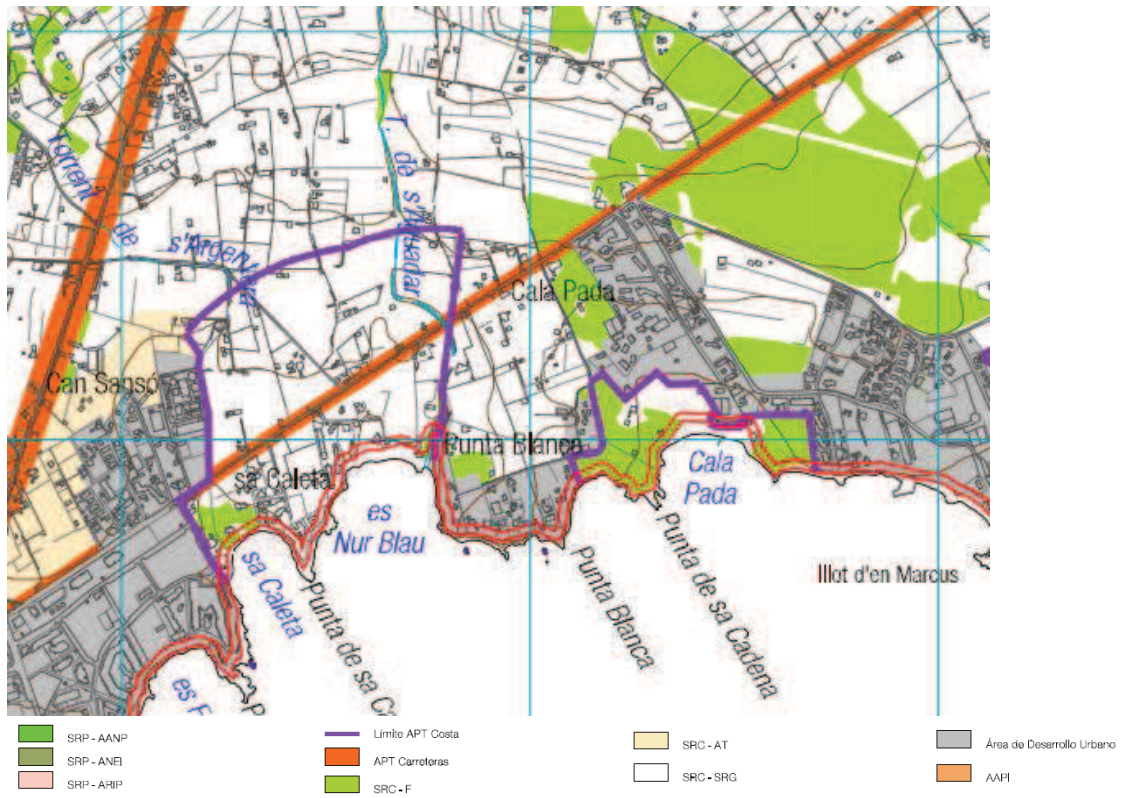 Torrent
de
s'Argentera
T.
de
s'Aguadar
Cala Pada
Can Sansó
Punta Blanca
sa Caleta
Cala
Pada
es
Nur Blau
Illot d'en Marcus
sa Caleta
Punta de sa Ca
Punta Blanca
Punta de sa Cadena
es F
P
SRP - AANP
SRP - ANEI
SRP - ARIP
Límite APT Costa
APT Carreteras
SRC - F
SRC - AT
SRC - SRG
Área de Desarrollo Urbano
AAPI